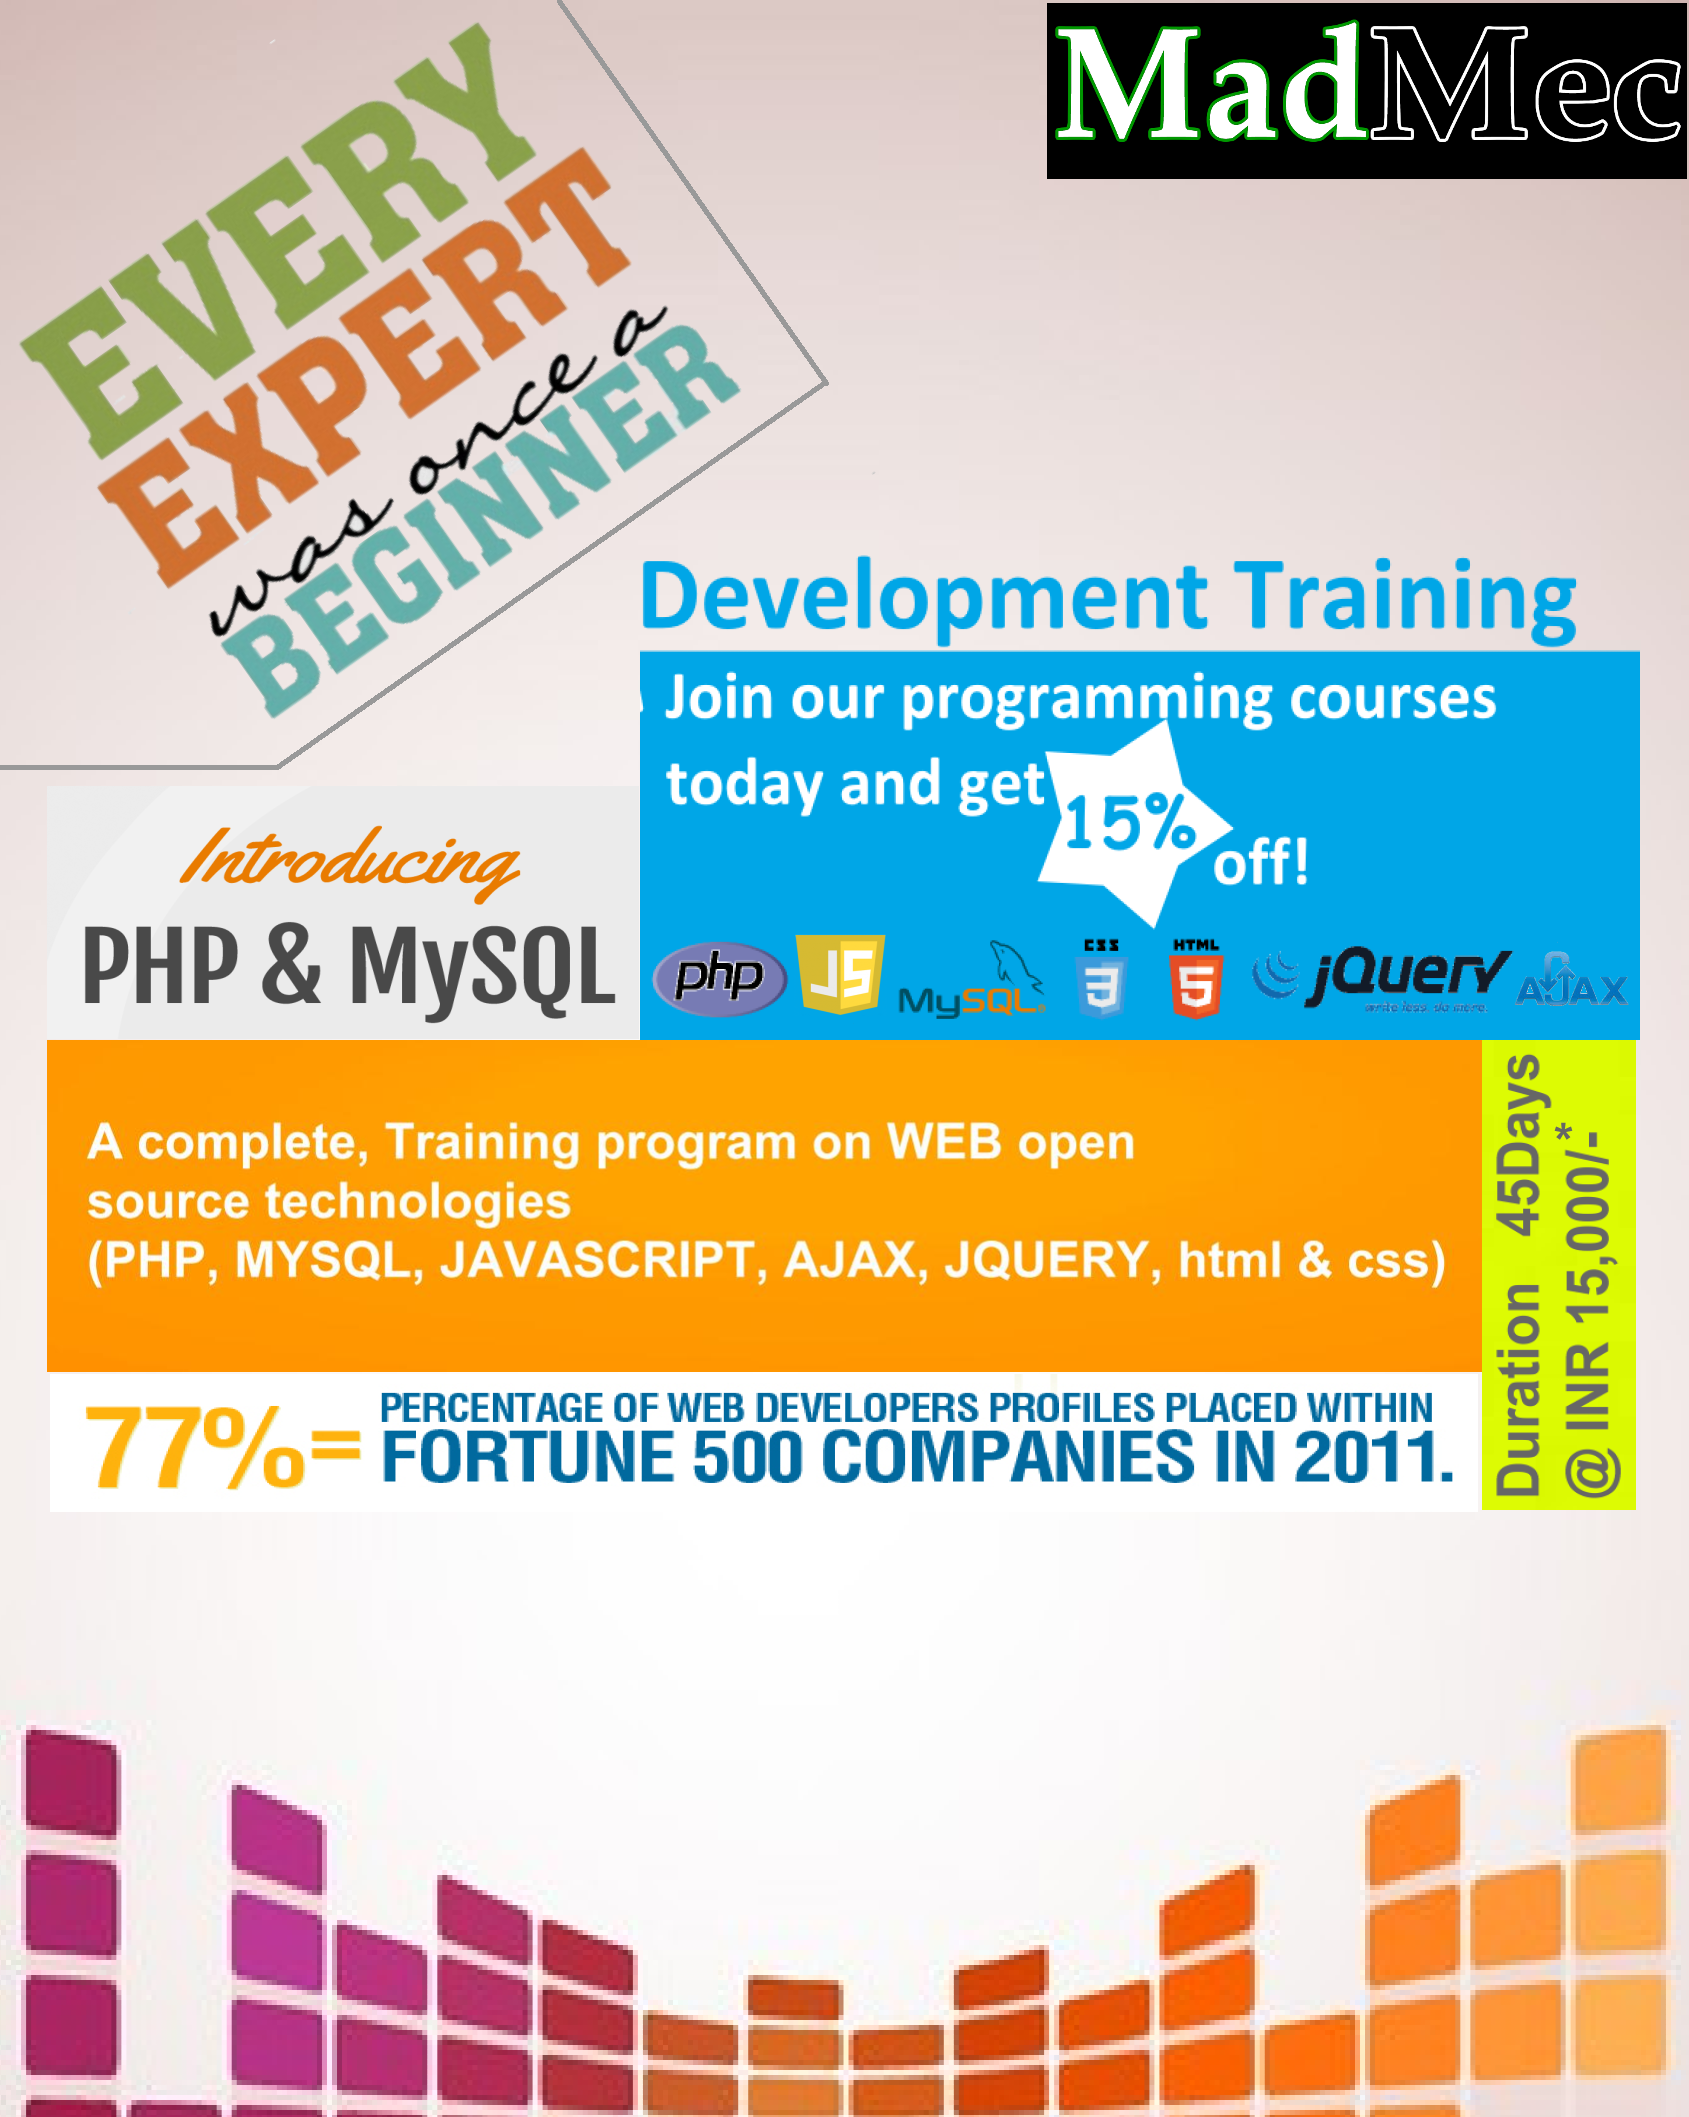 MadMec
EVERY
EXPERT
was once a
BEGINNER
Development Training
Join our programming courses
today and get
15%
off!
Introducing
PHP & MySQL
php
JS
MySQL
CSS
3
HTML
5
jQuery
write less. do more.
AJAX
A complete, Training program on WEB open
source technologies
(PHP, MYSQL, JAVASCRIPT, AJAX, JQUERY, html & css)
Duration 45Days
@ INR 15,000/*-
77%=
PERCENTAGE OF WEB DEVELOPERS PROFILES PLACED WITHIN
FORTUNE 500 COMPANIES IN 2011.